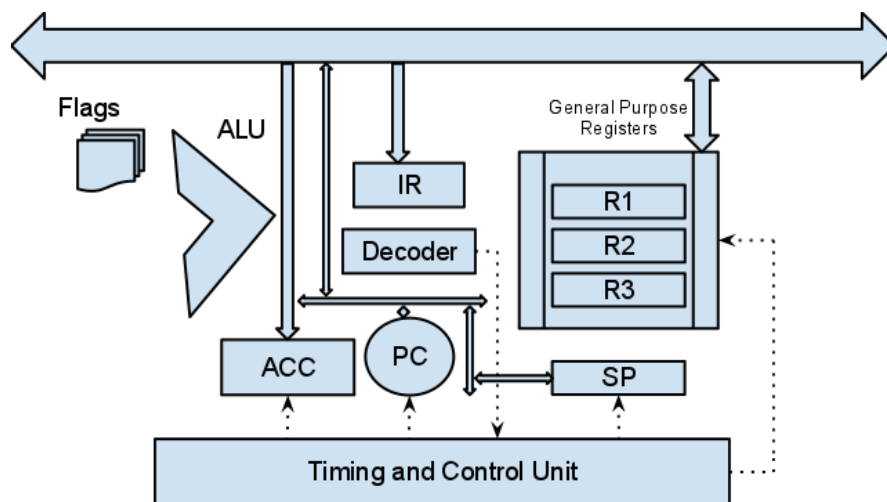 Flags
ALU
General Purpose
Registers
IR
R1
Decoder
R2
R3
ACC
PC
SP
Timing and Control Unit